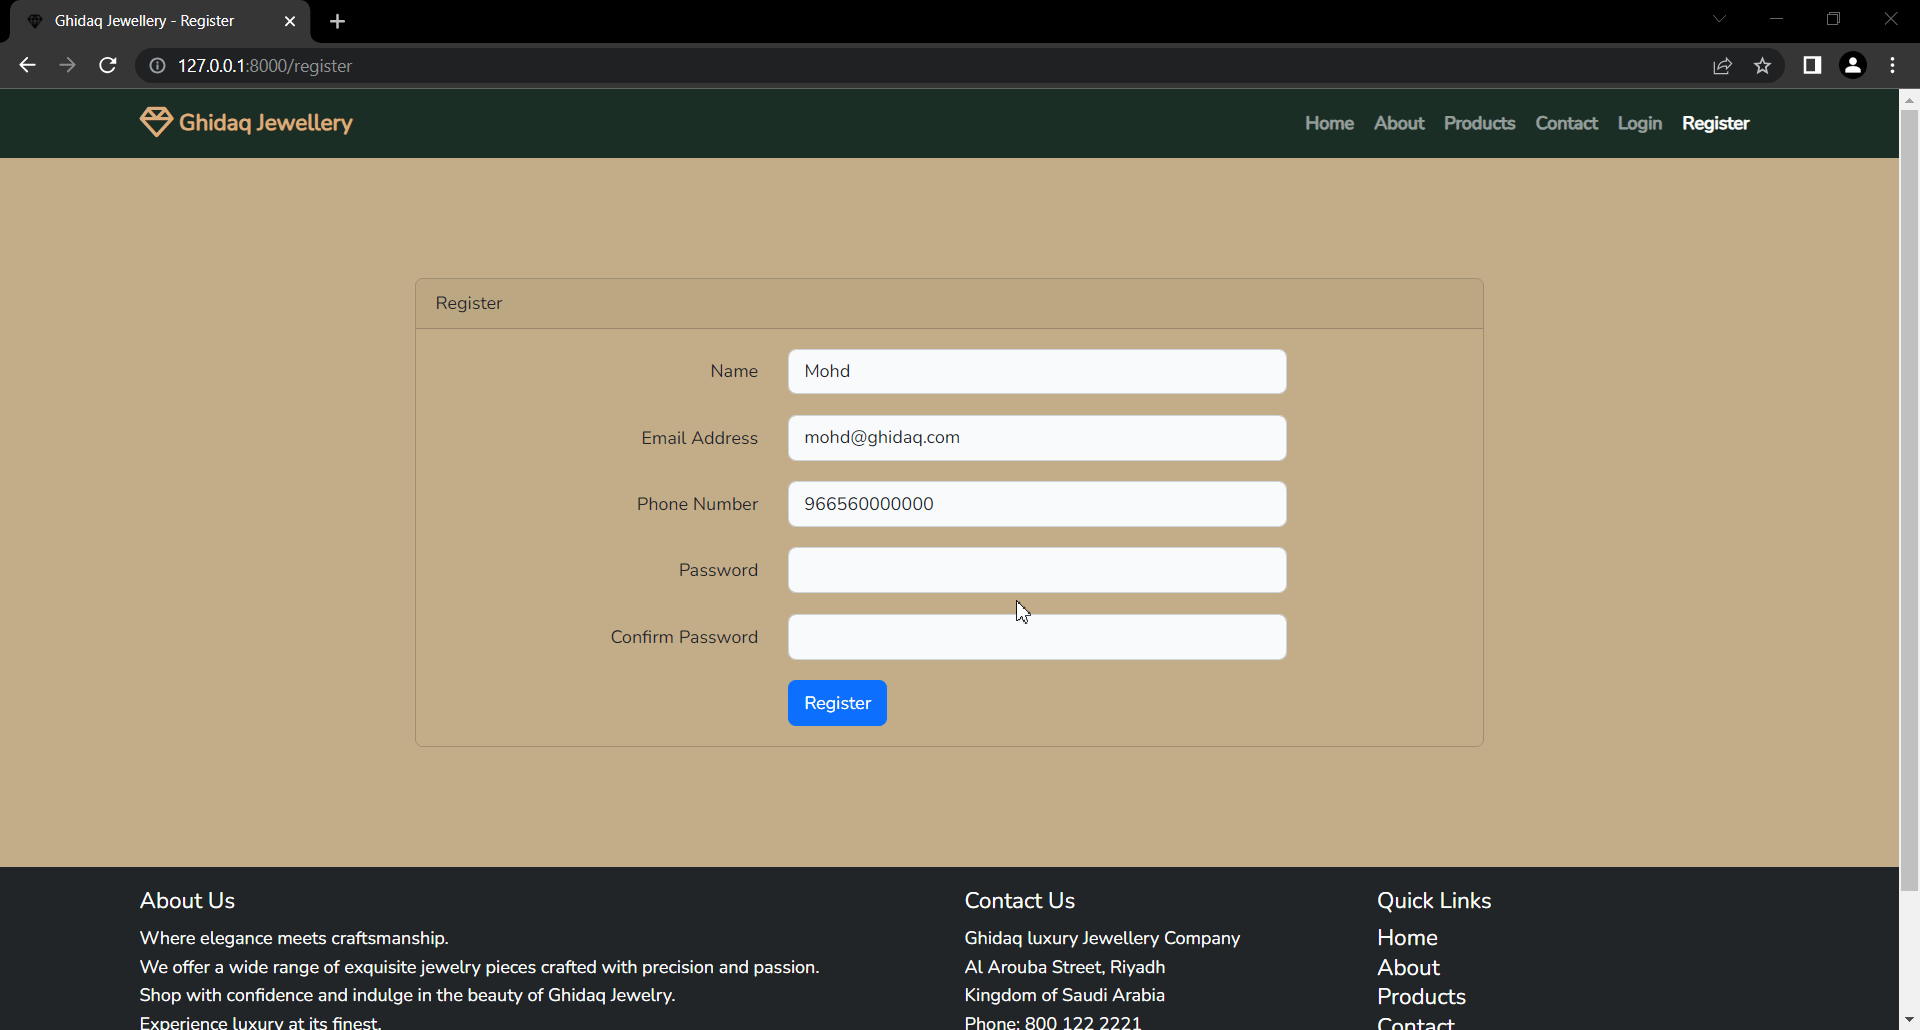 Ghidaq Jewellery - Register
127.0.0.1:8000/register
Ghidaq Jewellery
Home About Products Contact Login Register
Register
Name Mohd
Email Address mohd@ghidaq.com
Phone Number 966560000000
Password
Confirm Password
Register
About Us
Where elegance meets craftsmanship.
We offer a wide range of exquisite jewelry pieces crafted with precision and passion.
Shop with confidence and indulge in the beauty of Ghidaq Jewelry.
Experience luxury at its finest.
Contact Us
Ghidaq luxury Jewellery Company
Al Arouba Street, Riyadh
Kingdom of Saudi Arabia
Phone: 800 122 2221
Quick Links
Home
About
Products
Contact